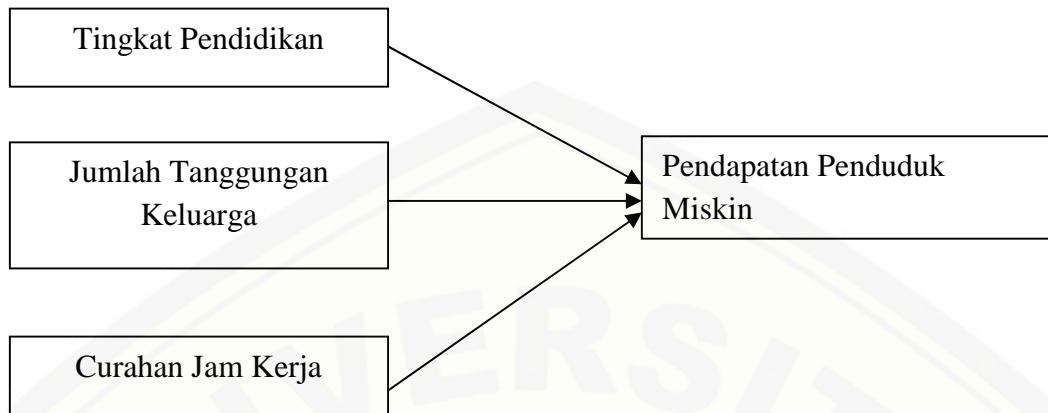 Tingkat Pendidikan
Jumlah Tanggungan
Keluarga
Pendapatan Penduduk
Miskin
Curahan Jam Kerja